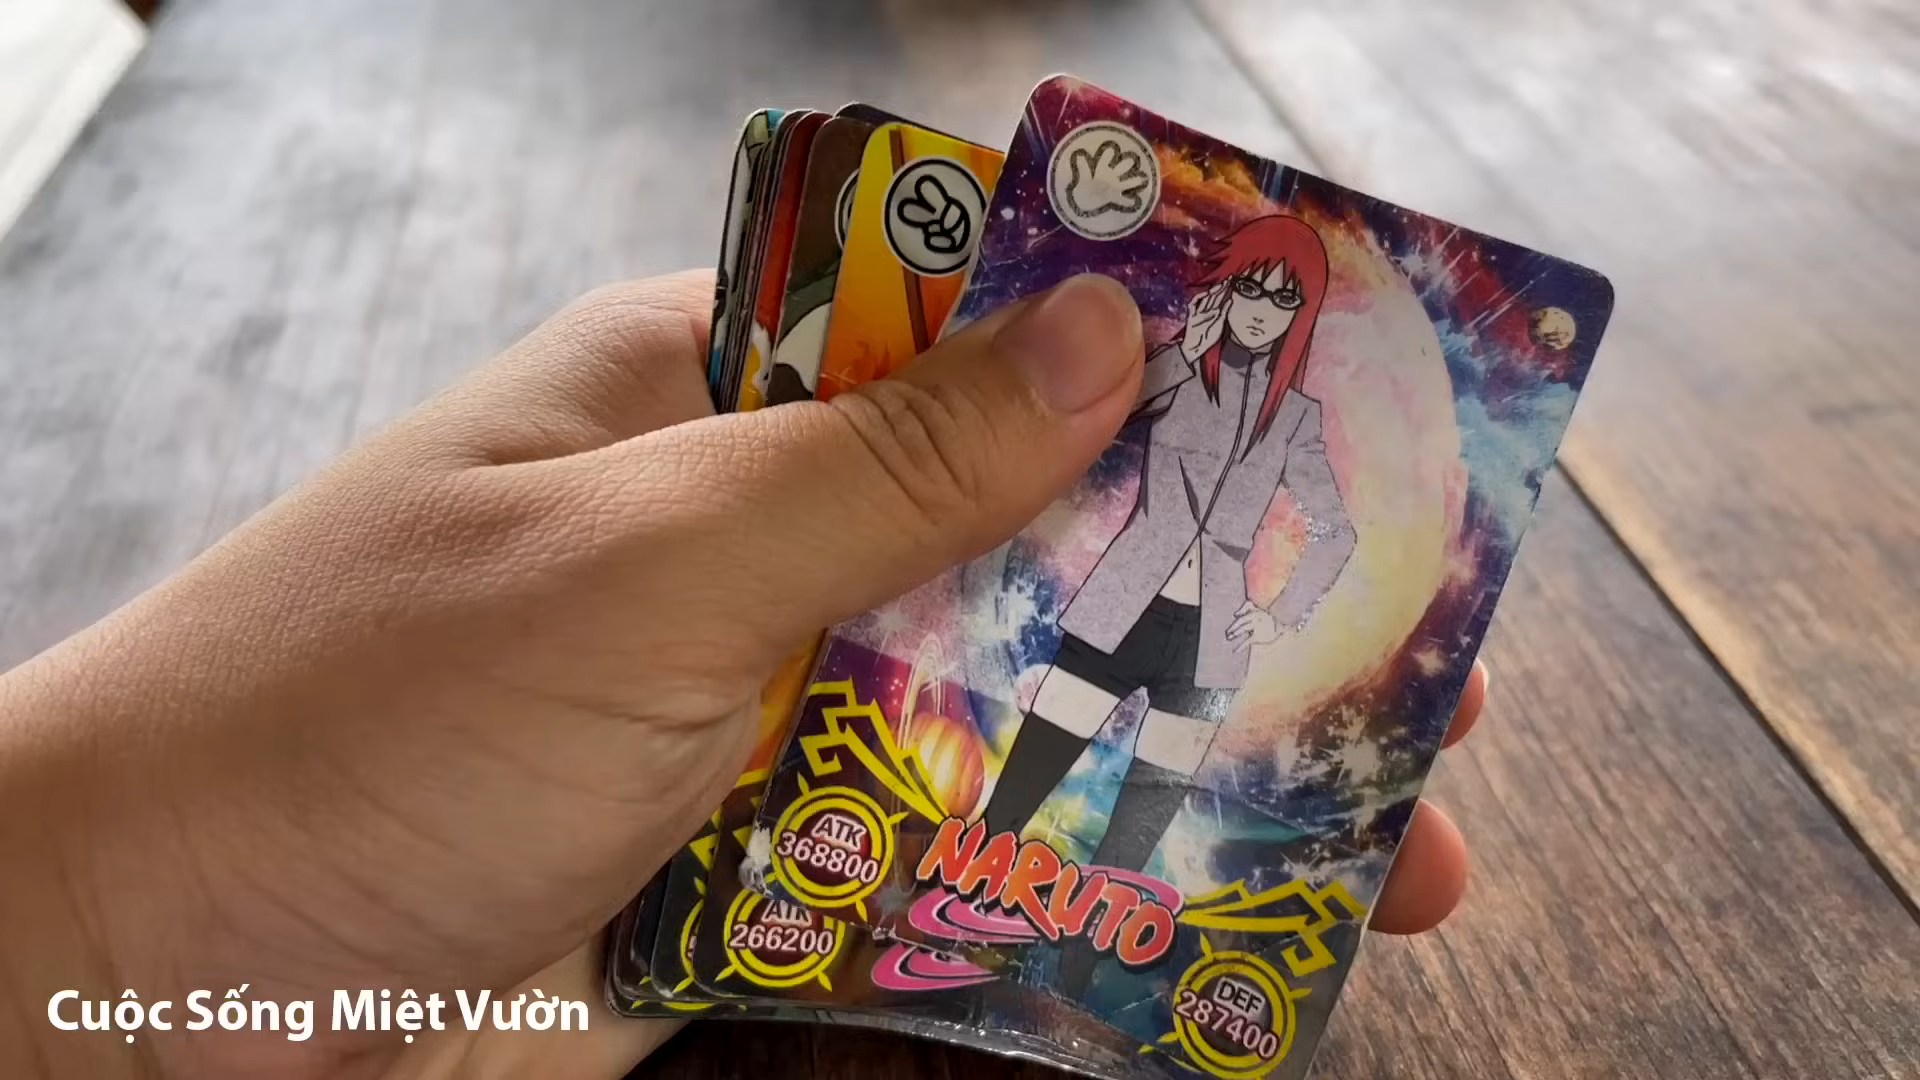 ATK
368800
NARUTO
ATK
266200
DEF
287400
Cuộc Sống Miệt Vườn